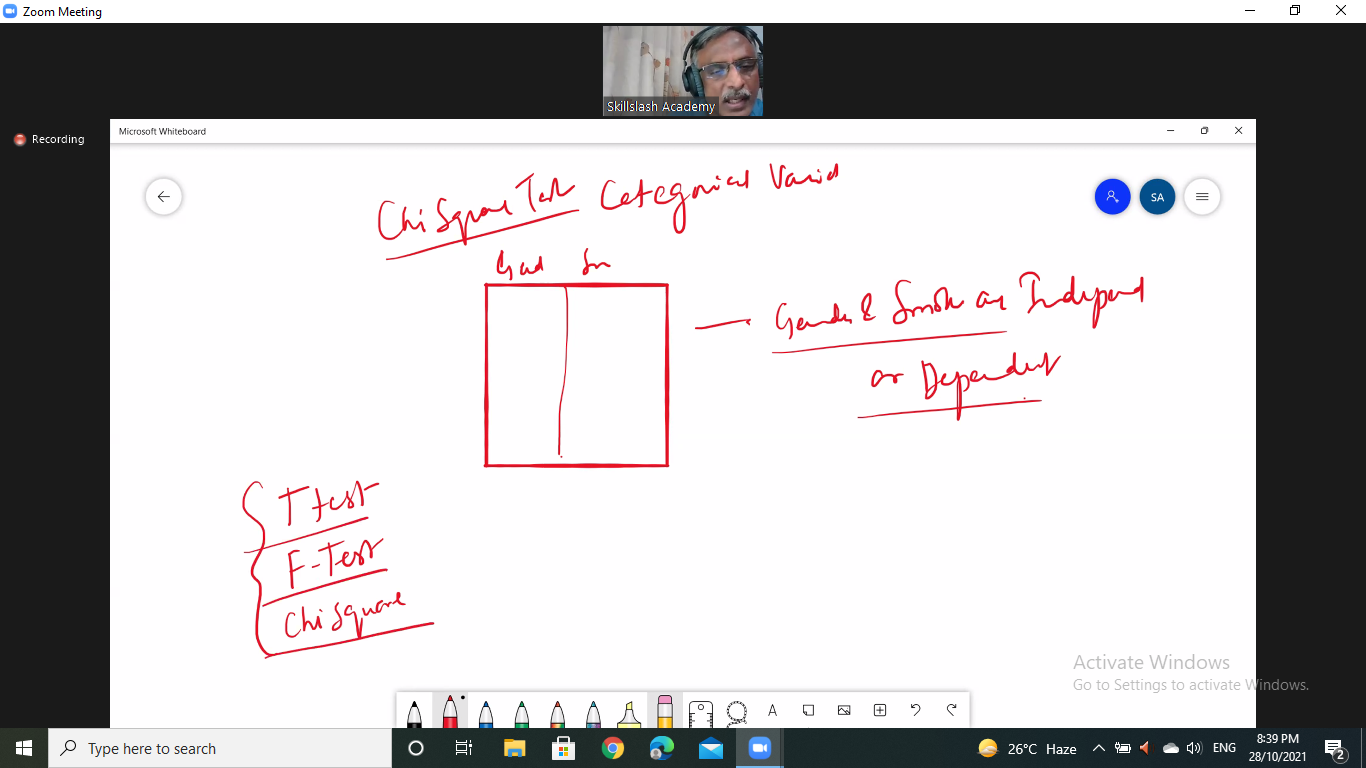 Zoom Meeting
Skillslash Academy
Recording
Microsoft Whiteboard
Chi Square Test Categorical Variab
SA
Gend Sm
Gender & Smoke are Independ
or Dependent
T test
F-Test
Chi Square
Activate Windows
Go to Settings to activate Windows.
A
Type here to search
26°C Haze
ENG
8:39 PM
28/10/2021
2